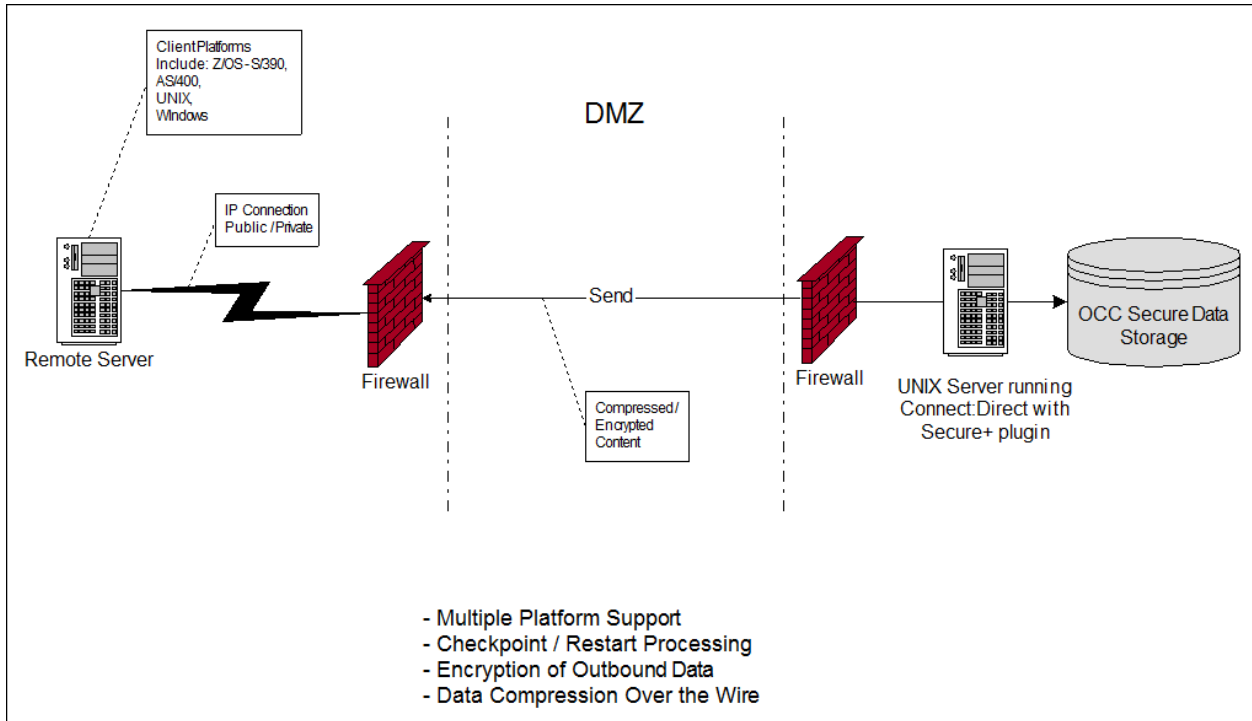 ClientPlatforms
Include: Z/OS-S/390,
AS/400,
UNIX,
WIndows
DMZ
IP Connection
Public/Private
Send
OCC Secure Data
Storage
Remote Server
Firewall
Firewall
UNIX Server running
Connect:Direct with
Secure+ plugin
Compressed/
Encrypted
Content
- Multiple Platform Support
- Checkpoint / Restart Processing
- Encryption of Outbound Data
- Data Compression Over the Wire